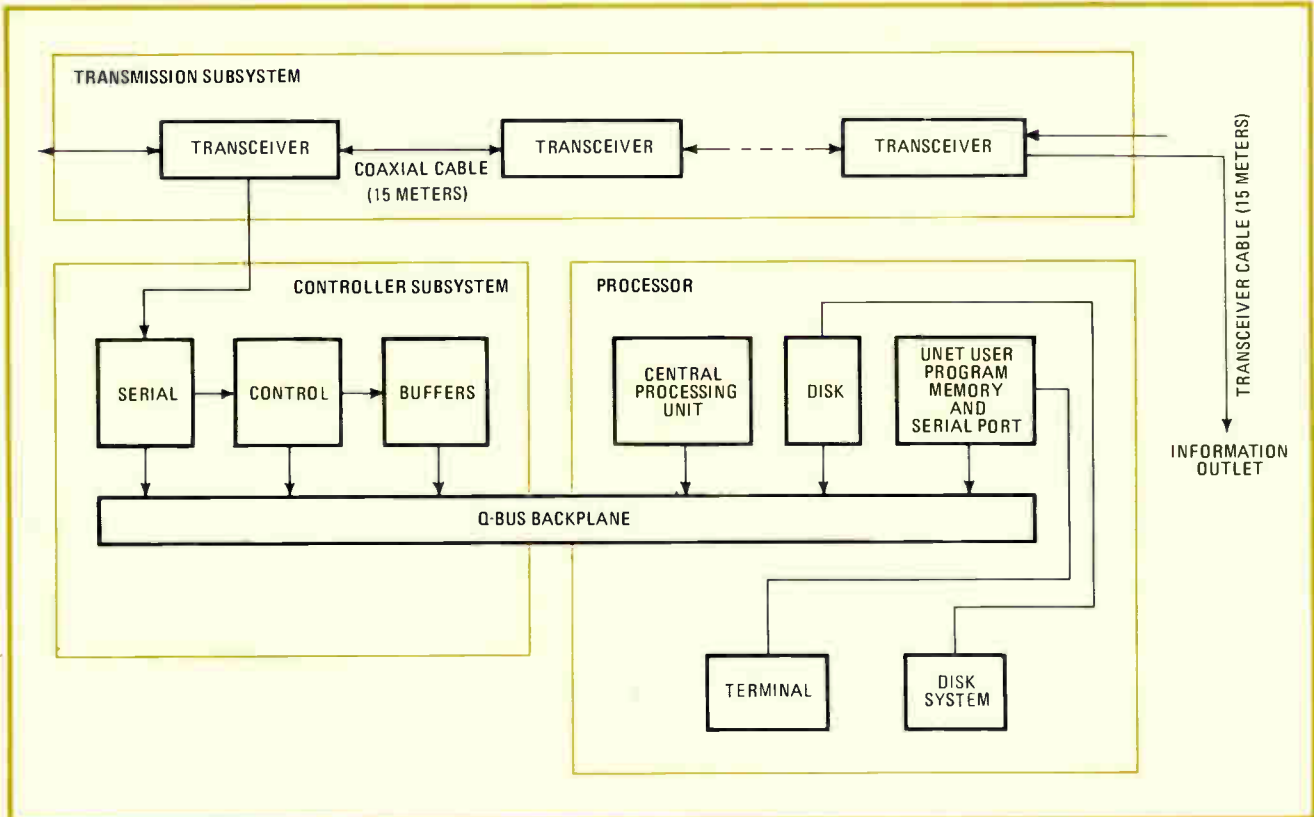 TRANSMISSION SUBSYSTEM
TRANSCEIVER
COAXIAL CABLE
(15 METERS)
TRANSCEIVER
TRANSCEIVER
TRANSCEIVER CABLE (15 METERS)
INFORMATION
OUTLET
CONTROLLER SUBSYSTEM
SERIAL
CONTROL
BUFFERS
PROCESSOR
CENTRAL
PROCESSING
UNIT
DISK
UNET USER
PROGRAM
MEMORY
AND
SERIAL PORT
Q-BUS BACKPLANE
TERMINAL
DISK
SYSTEM